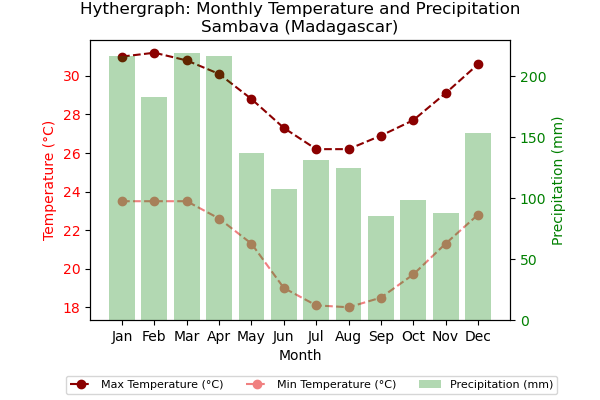 Hythergraph: Monthly Temperature and Precipitation
Sambava (Madagascar)
Temperature (°C)
30
28
26
24
22
20
18
Precipitation (mm)
200
150
100
50
0
Jan Feb Mar Apr May Jun Jul Aug Sep Oct Nov Dec
Month
Max Temperature (°C) Min Temperature (°C) Precipitation (mm)